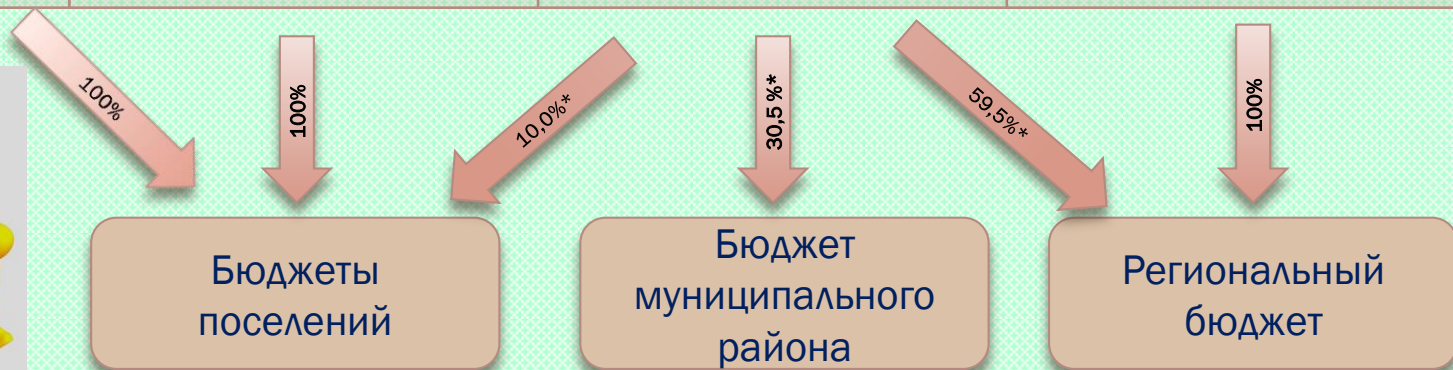 100%
100%
10,0%*
30,5 %*
59,5%*
100%
Бюджеты
поселений
Бюджет
муниципального
района
Региональный
бюджет